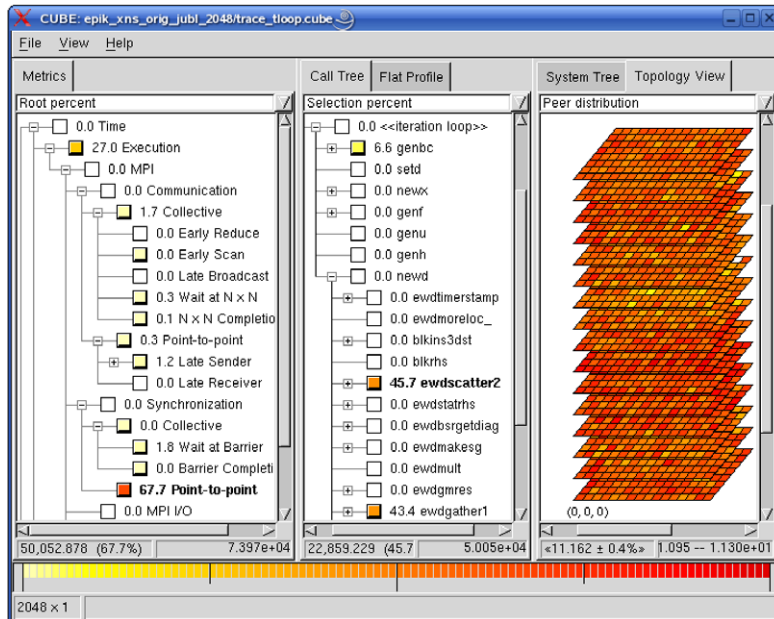 CUBE: epik_xns_orig_jubl_2048/trace_tloop.cube
File View Help
Metrics
Root percent
0.0 Time
27.0 Execution
0.0 MPI
0.0 Communication
1.7 Collective
0.0 Early Reduce
0.0 Early Scan
0.0 Late Broadcast
0.3 Wait at N x N
0.1 N x N Completio
0.3 Point-to-point
1.2 Late Sender
0.0 Late Receiver
0.0 Synchronization
0.0 Collective
1.8 Wait at Barrier
0.0 Barrier Completi
67.7 Point-to-point
0.0 MPI I/O
50,052.878 (67.7%) 7.397e+04
Call Tree Flat Profile
Selection percent
0.0 <<iteration loop>>
6.6 genbc
0.0 setd
0.0 newx
0.0 genf
0.0 genu
0.0 genh
0.0 newd
0.0 ewdtimerstamp
0.0 ewdmoreloc_
0.0 blkins3dst
0.0 blkrhs
45.7 ewdscatter2
0.0 ewdstatrhs
0.0 ewdbsrgetdiag
0.0 ewdmakesg
0.0 ewdmult
0.0 ewdgmres
43.4 ewdgather1
22,859.229 (45.7 5.005e+04
System Tree Topology View
Peer distribution
(0, 0, 0)
«11.162 ± 0.4%» 1.095 -- 1.130e+01
2048 x 1